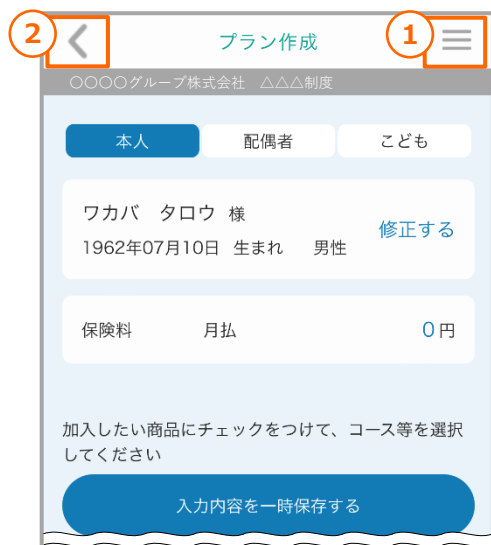 2
プラン作成
1
〇〇〇〇グループ株式会社 △△△制度
本人 配偶者 こども
ワカバ タロウ 様
修正する
1962年07月10日 生まれ 男性
保険料 月払 0円
加入したい商品にチェックをつけて、コース等を選択
してください
入力内容を一時保存する